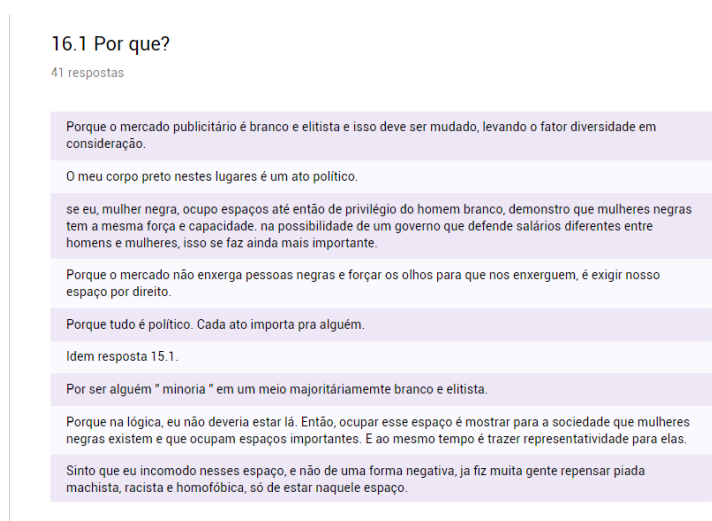 16.1 Por que?
41 respostas
Porque o mercado publicitário é branco e elitista e isso deve ser mudado, levando o fator diversidade em
consideração.
O meu corpo preto nestes lugares é um ato político.
se eu, mulher negra, ocupo espaços até então de privilégio do homem branco, demonstro que mulheres negras
tem a mesma força e capacidade. na possibilidade de um governo que defende salários diferentes entre
homens e mulheres, isso se faz ainda mais importante.
Porque o mercado não enxerga pessoas negras e forçar os olhos para que nos enxerguem, é exigir nosso
espaço por direito.
Porque tudo é político. Cada ato importa pra alguém.
Idem resposta 15.1.
Por ser alguém " minoria " em um meio majoritáriamemte branco e elitista.
Porque na lógica, eu não deveria estar lá. Então, ocupar esse espaço é mostrar para a sociedade que mulheres
negras existem e que ocupam espaços importantes. E ao mesmo tempo é trazer representatividade para elas.
Sinto que eu incomodo nesses espaço, e não de uma forma negativa, ja fiz muita gente repensar piada
machista, racista e homofóbica, só de estar naquele espaço.